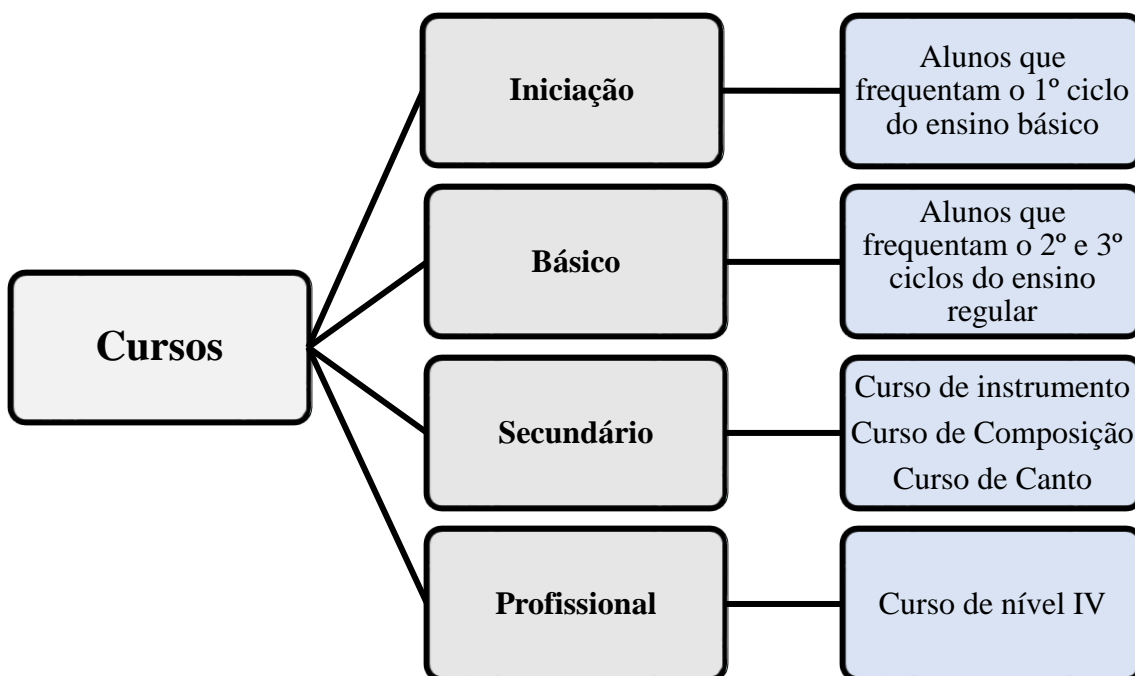 Cursos
Iniciação
Alunos que
frequentam o 1º ciclo
do ensino básico
Básico
Alunos que
frequentam o 2º e 3º
ciclos do ensino
regular
Secundário
Curso de instrumento
Curso de Composição
Curso de Canto
Profissional
Curso de nível IV